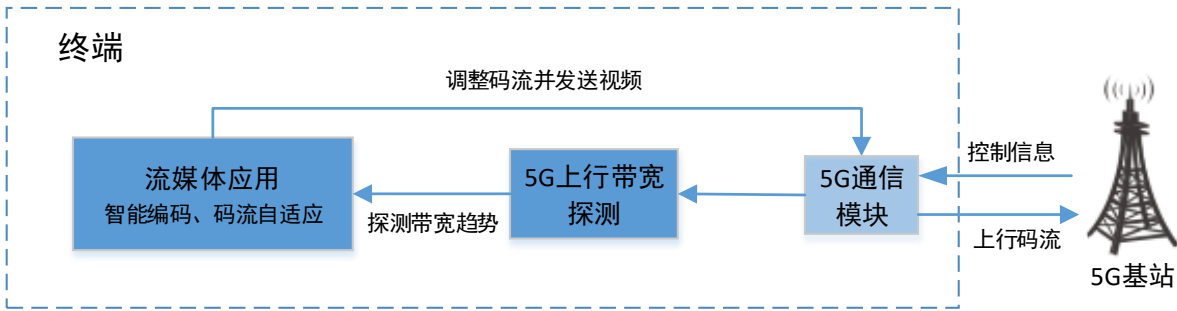 终端
调整码流并发送视频
流媒体应用
智能编码、码流自适应
探测带宽趋势
5G上行带宽
探测
5G通信
模块
控制信息
上行码流
5G基站